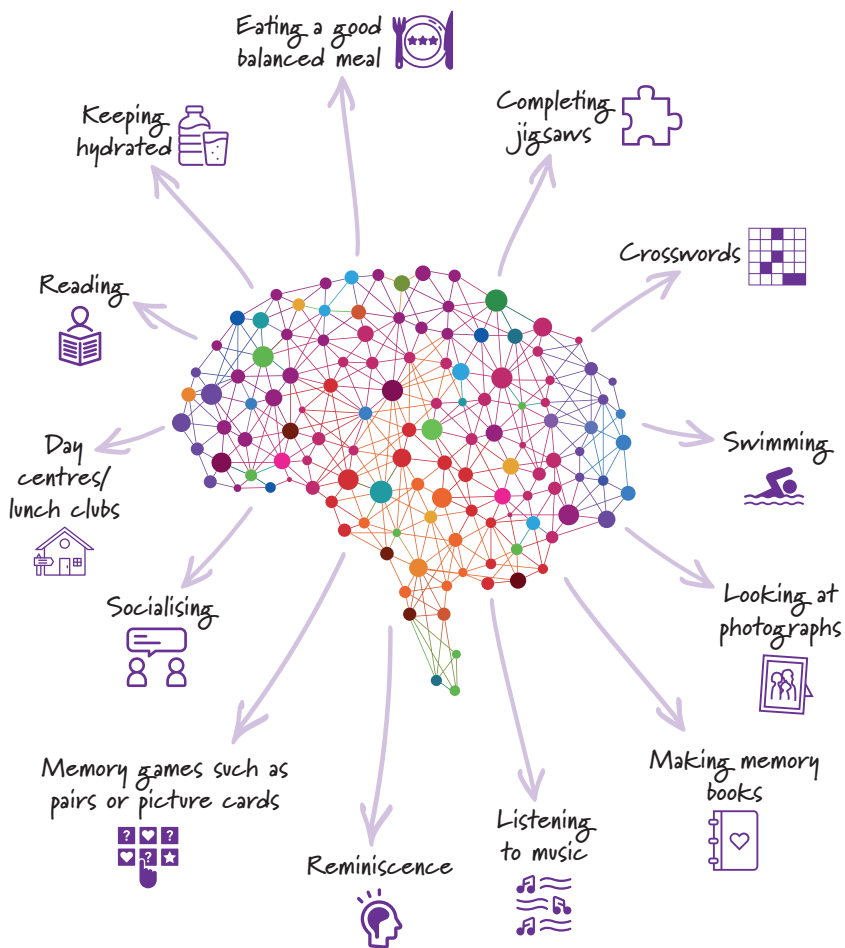 Eating a good
balanced meal
Keeping
hydrated
Completing
jigsaws
Crosswords
Reading
Day
centres/
lunch clubs
Swimming
Socialising
Looking at
photographs
Memory games such as
pairs or picture cards
Making memory
books
Reminiscence
Listening
to music
? ?
?